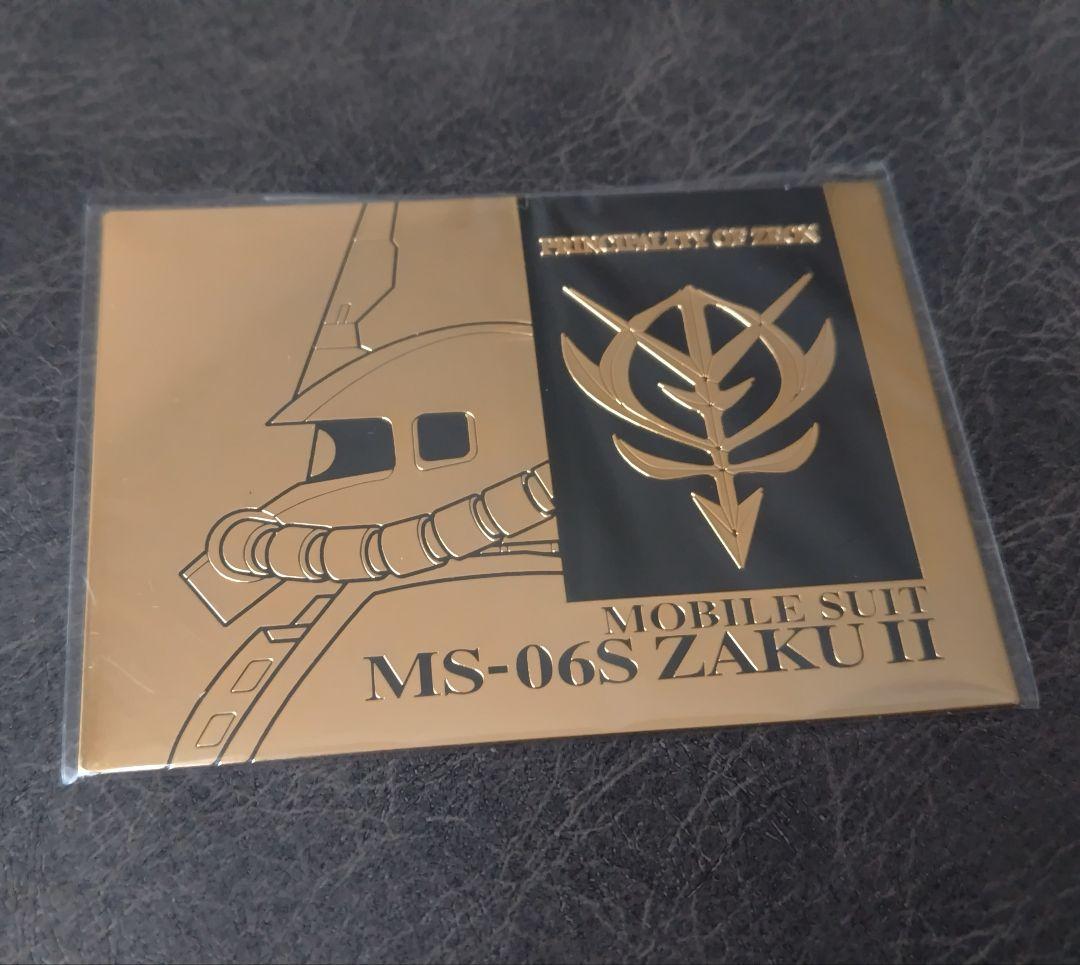 PRINCIPALITY OF ZEON
MOBILE SUIT
MS-06S ZAKU II